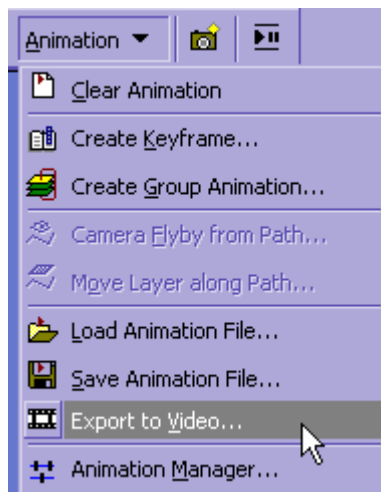 Animation
Clear Animation
Create Keyframe...
Create Group Animation...
Camera Flyby from Path...
Move Layer along Path...
Load Animation File...
Save Animation File...
Export to Video...
Animation Manager...